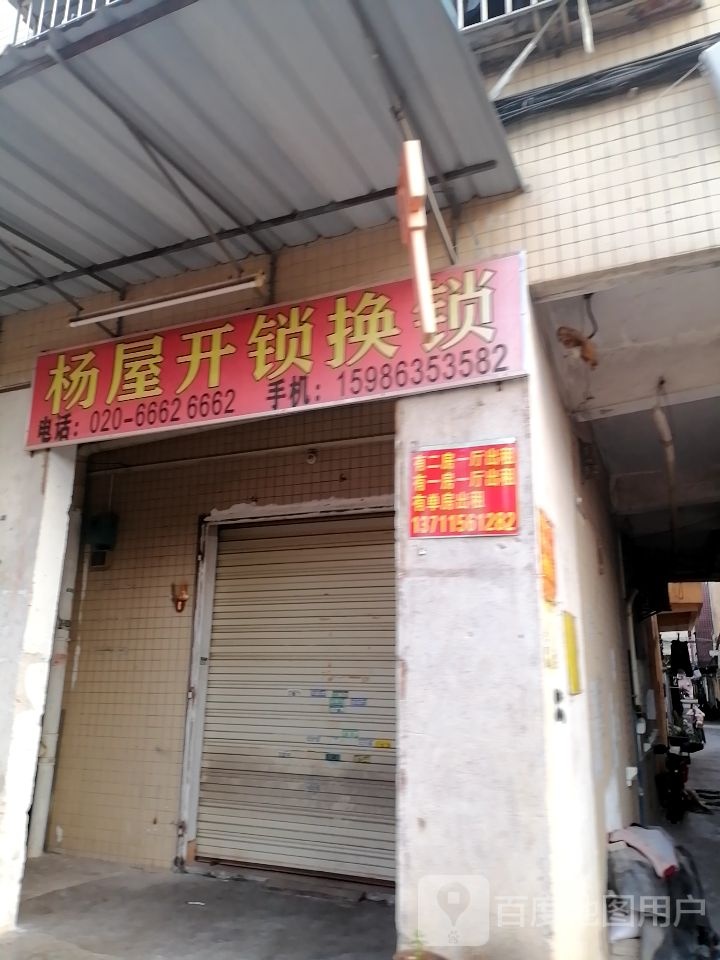 杨屋开锁换锁
电话：020-6662 6662 手机：15986353582
有二房一厅出租
有一房一厅出租
有单房出租
13711561282
百度地图用户